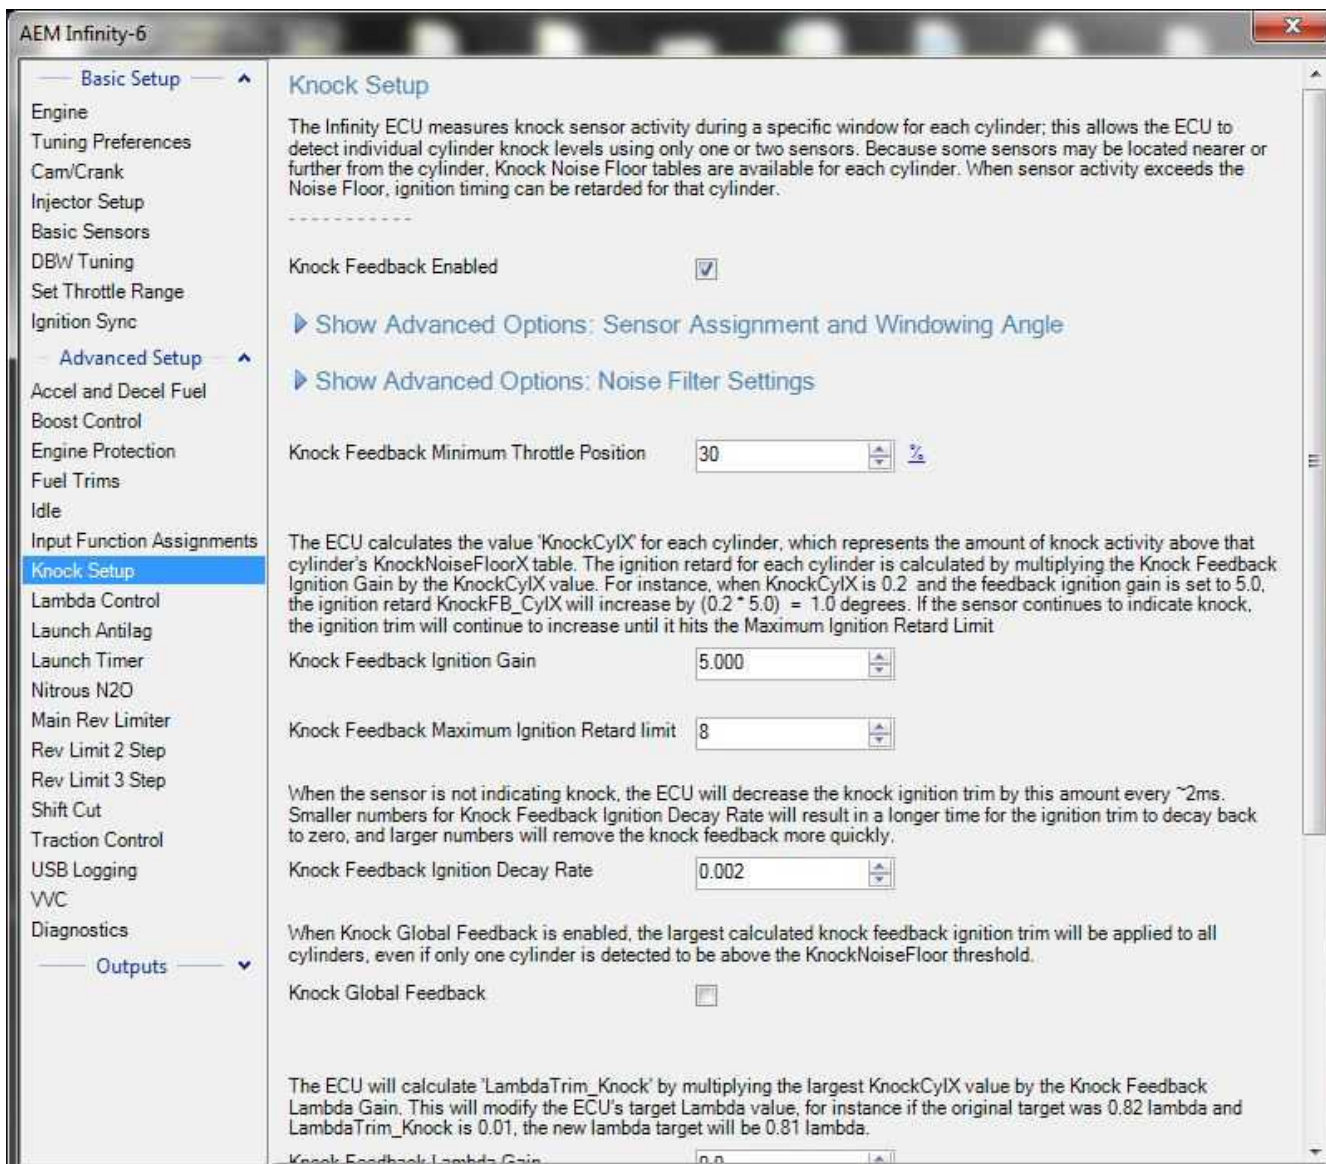 AEM Infinity-6
Basic Setup
Engine
Tuning Preferences
Cam/Crank
Injector Setup
Basic Sensors
DBW Tuning
Set Throttle Range
Ignition Sync
Advanced Setup
Accel and Decel Fuel
Boost Control
Engine Protection
Fuel Trims
Idle
Input Function Assignments
Knock Setup
Lambda Control
Launch Antilag
Launch Timer
Nitrous N2O
Main Rev Limiter
Rev Limit 2 Step
Rev Limit 3 Step
Shift Cut
Traction Control
USB Logging
VVC
Diagnostics
Outputs
Knock Setup
The Infinity ECU measures knock sensor activity during a specific window for each cylinder; this allows the ECU to
detect individual cylinder knock levels using only one or two sensors. Because some sensors may be located nearer or
further from the cylinder, Knock Noise Floor tables are available for each cylinder. When sensor activity exceeds the
Noise Floor, ignition timing can be retarded for that cylinder.
- - - - - - - - - - -
Knock Feedback Enabled
Show Advanced Options: Sensor Assignment and Windowing Angle
Show Advanced Options: Noise Filter Settings
Knock Feedback Minimum Throttle Position 30 %
The ECU calculates the value 'KnockCylX' for each cylinder, which represents the amount of knock activity above that
cylinder's KnockNoiseFloorX table. The ignition retard for each cylinder is calculated by multiplying the Knock Feedback
Ignition Gain by the KnockCylX value. For instance, when KnockCylX is 0.2 and the feedback ignition gain is set to 5.0,
the ignition retard KnockFB_CylX will increase by (0.2 * 5.0) = 1.0 degrees. If the sensor continues to indicate knock,
the ignition trim will continue to increase until it hits the Maximum Ignition Retard Limit
Knock Feedback Ignition Gain 5.000
Knock Feedback Maximum Ignition Retard limit 8
When the sensor is not indicating knock, the ECU will decrease the knock ignition trim by this amount every ~2ms.
Smaller numbers for Knock Feedback Ignition Decay Rate will result in a longer time for the ignition trim to decay back
to zero, and larger numbers will remove the knock feedback more quickly.
Knock Feedback Ignition Decay Rate 0.002
When Knock Global Feedback is enabled, the largest calculated knock feedback ignition trim will be applied to all
cylinders, even if only one cylinder is detected to be above the KnockNoiseFloor threshold.
Knock Global Feedback
The ECU will calculate 'LambdaTrim_Knock' by multiplying the largest KnockCylX value by the Knock Feedback
Lambda Gain. This will modify the ECU's target Lambda value, for instance if the original target was 0.82 lambda and
LambdaTrim_Knock is 0.01, the new lambda target will be 0.81 lambda.
Knock Feedback Lambda Gain 0.0